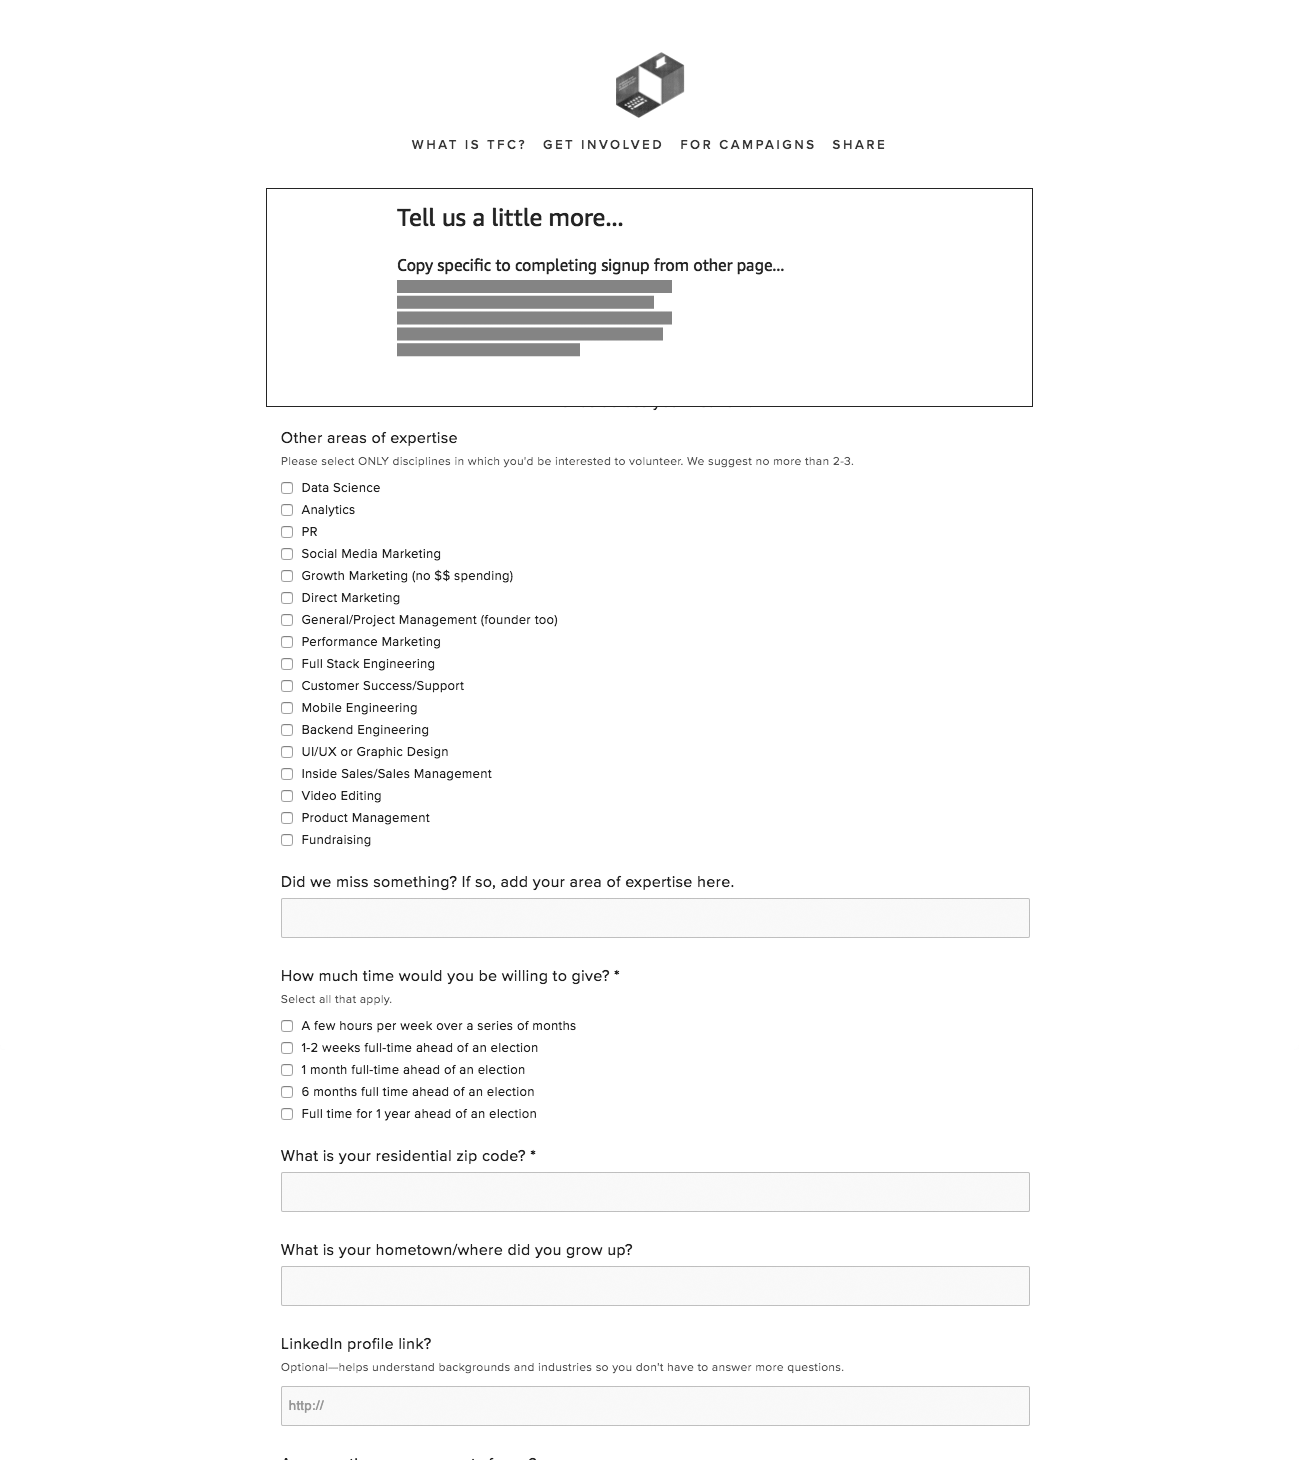 WHAT IS TFC? GET INVOLVED FOR CAMPAIGNS SHARE
Tell us a little more...
Copy specific to completing signup from other page...
Other areas of expertise
Please select ONLY disciplines in which you'd be interested to volunteer. We suggest no more than 2-3.
Data Science
Analytics
PR
Social Media Marketing
Growth Marketing (no $$ spending)
Direct Marketing
General/Project Management (founder too)
Performance Marketing
Full Stack Engineering
Customer Success/Support
Mobile Engineering
Backend Engineering
UI/UX or Graphic Design
Inside Sales/Sales Management
Video Editing
Product Management
Fundraising
Did we miss something? If so, add your area of expertise here.
How much time would you be willing to give? *
Select all that apply.
A few hours per week over a series of months
1-2 weeks full-time ahead of an election
1 month full-time ahead of an election
6 months full time ahead of an election
Full time for 1 year ahead of an election
What is your residential zip code? *
What is your hometown/where did you grow up?
LinkedIn profile link?
Optional—helps understand backgrounds and industries so you don't have to answer more questions.
http://